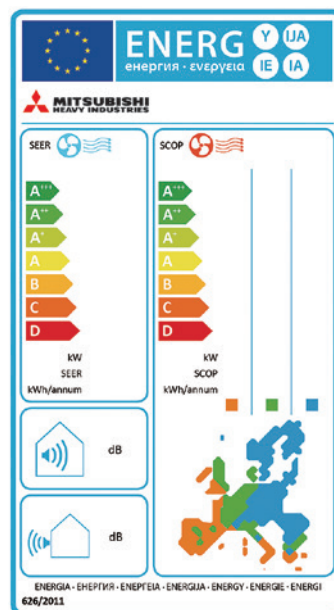 ENERG Y IJA
енергия · ενεργεια IE IA
MITSUBISHI
HEAVY INDUSTRIES
SEER
SCOP
A+++
A++
A+
A
B
C
D
A+++
A++
A+
A
B
C
D
kW
SEER
kWh/annum
kW
SCOP
kWh/annum
dB
dB
ENERGIA · ЕНЕРГИЯ · ΕΝΕΡΓΕΙΑ · ENERGIJA · ENERGY · ENERGIE · ENERGI
626/2011